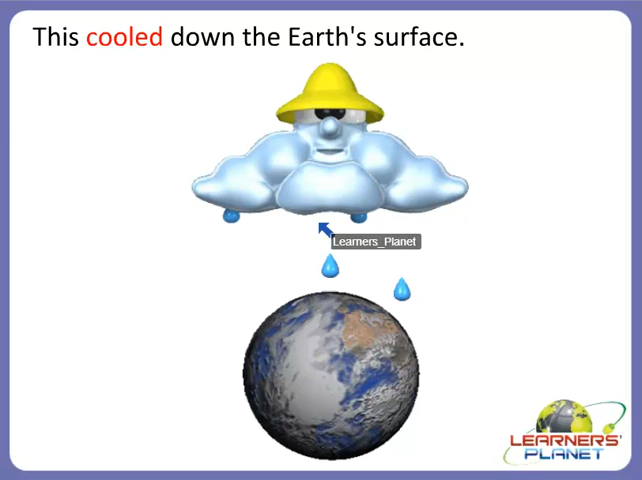 This cooled down the Earth's surface.
Learners_Planet
LEARNERS'
PLANET